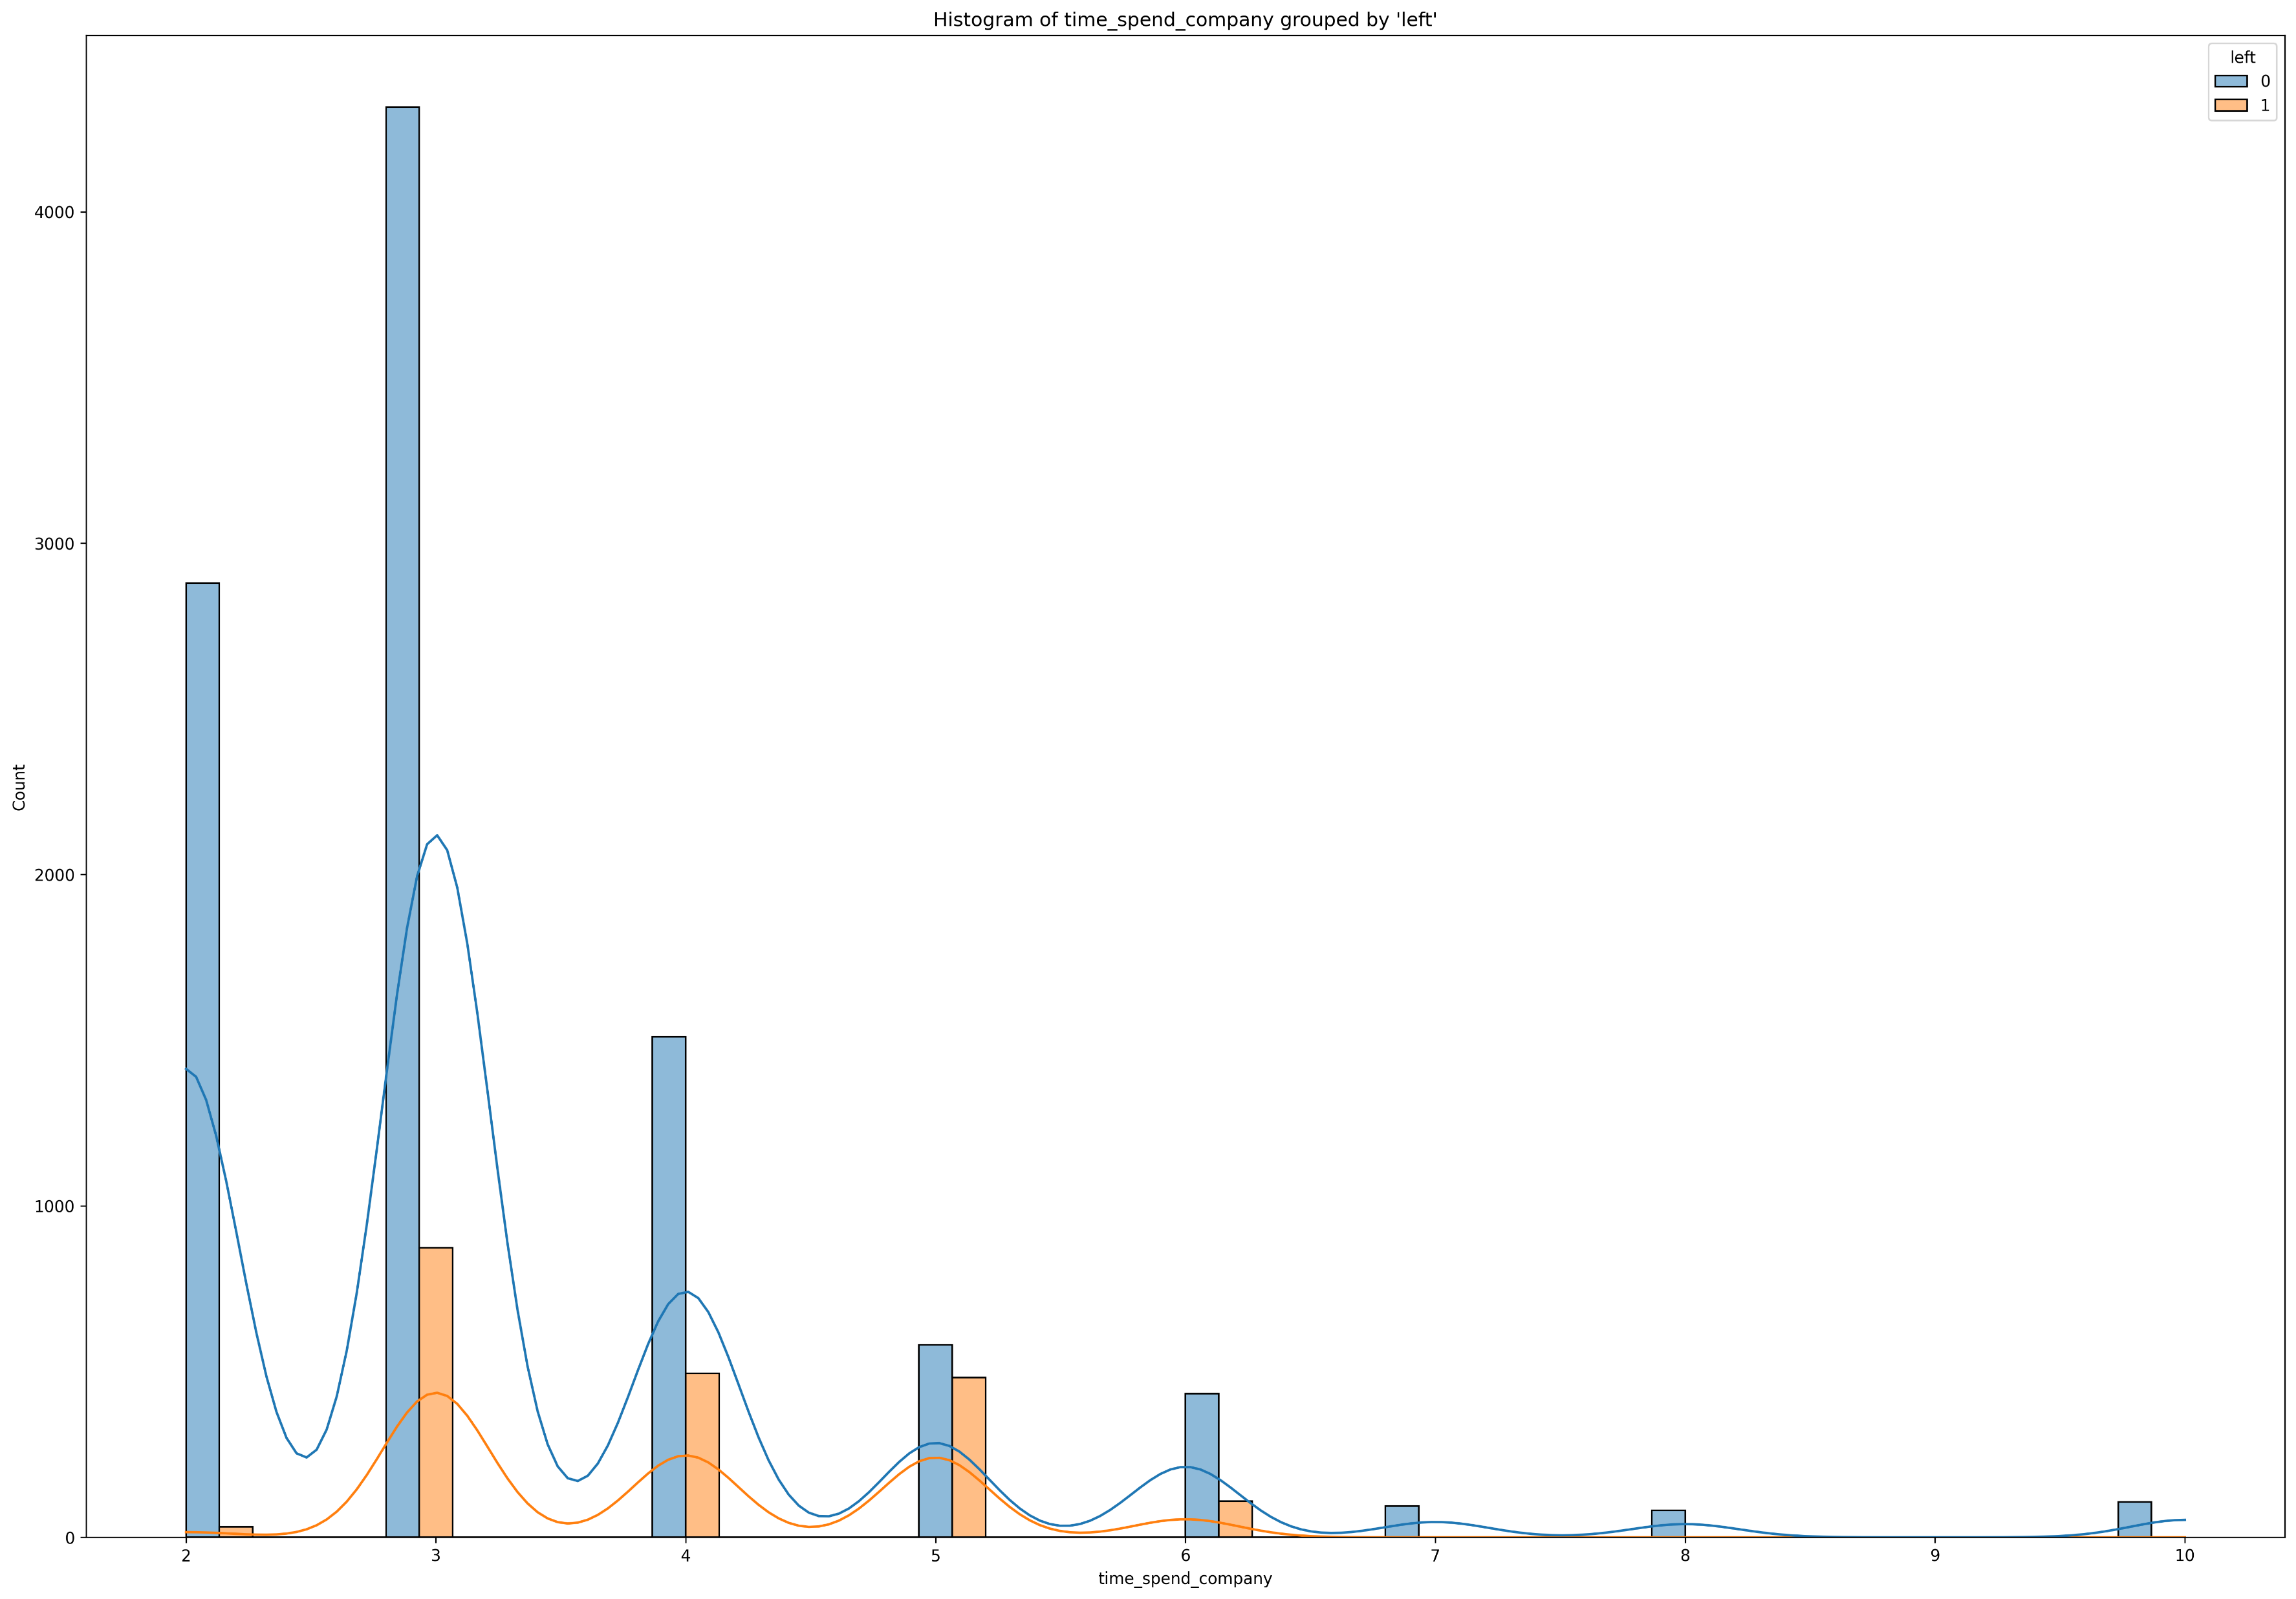 Histogram of time_spend_company grouped by 'left'
left
0
1
4000
3000
2000
1000
0
Count
2 3 4 5 6 7 8 9 10
time_spend_company